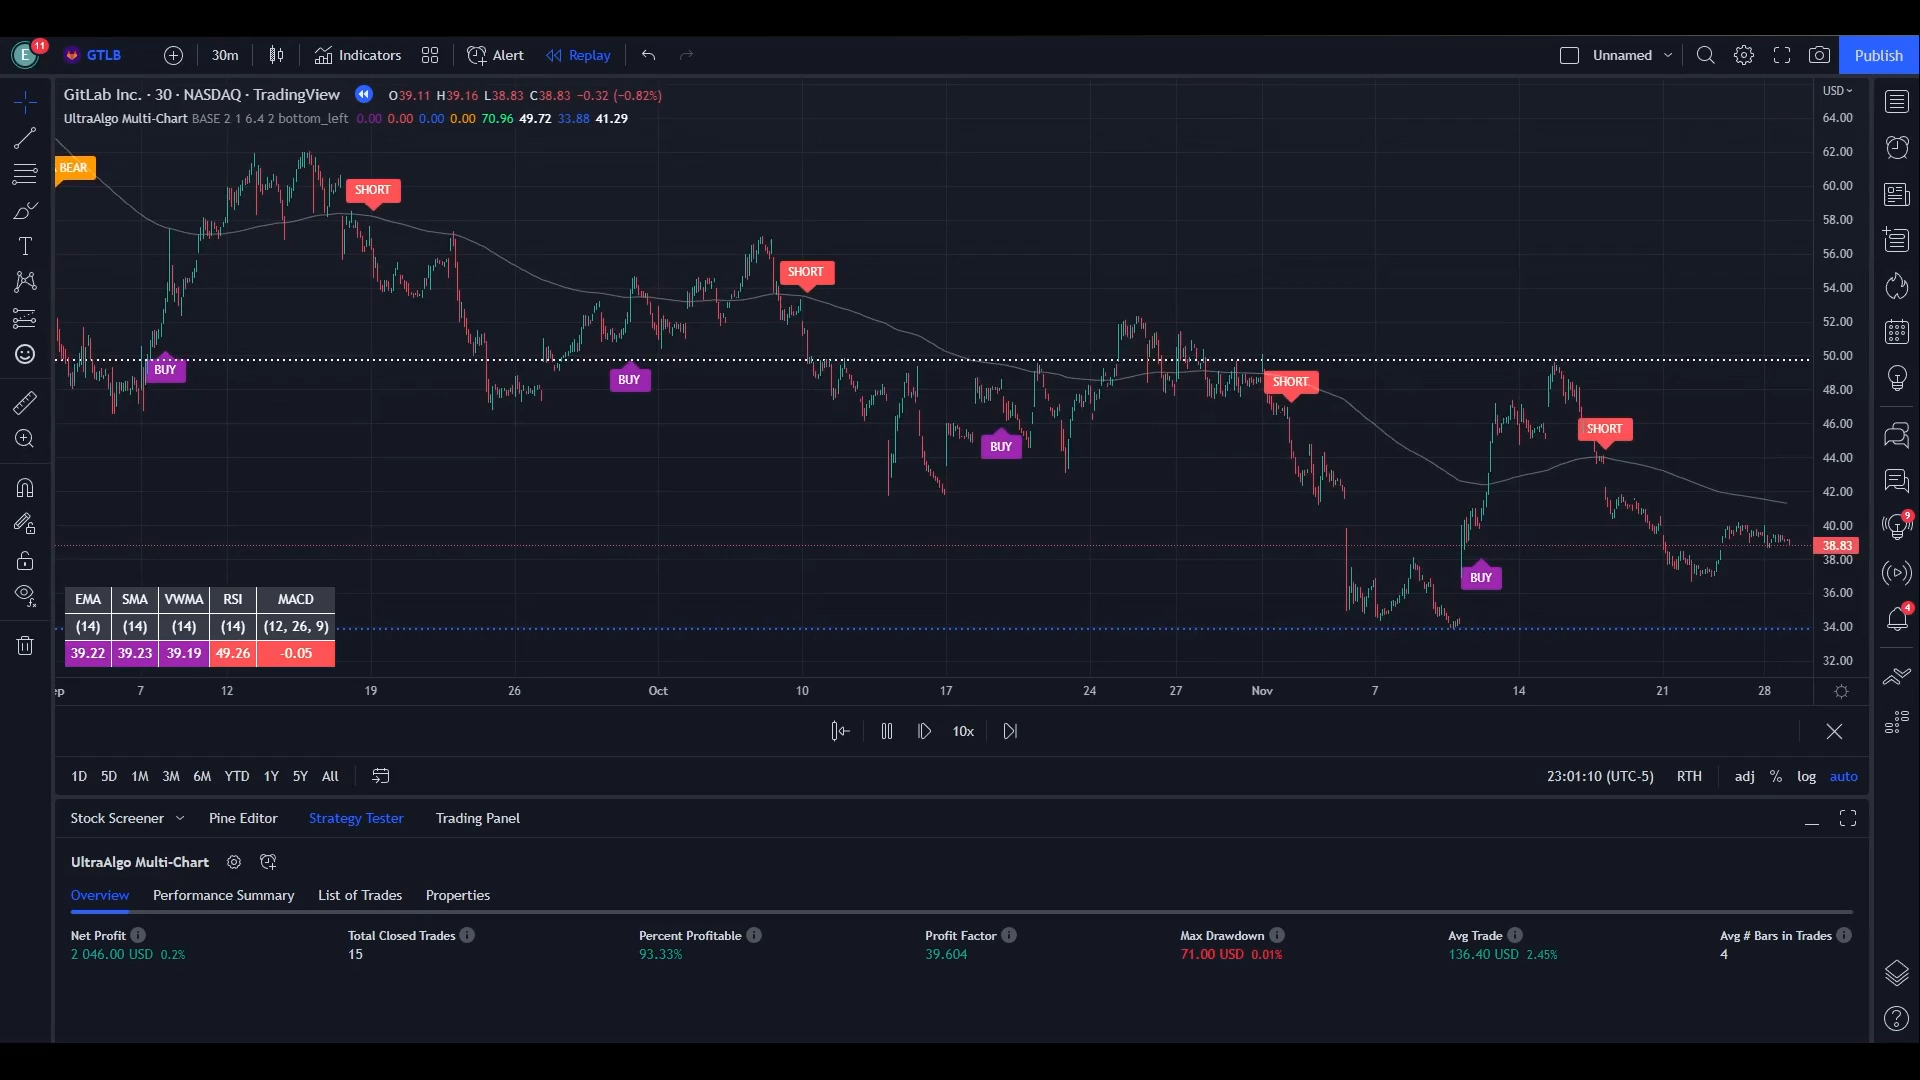 E 11 GTLB 30m Indicators Alert Replay Unnamed Publish
GitLab Inc. · 30 · NASDAQ · TradingView O39.11 H39.16 L38.83 C38.83 −0.32 (−0.82%)
UltraAlgo Multi-Chart BASE 2 1 6.4 2 bottom_left 0.00 0.00 0.00 0.00 70.96 49.72 33.88 41.29
USD
64.00
62.00
60.00
58.00
56.00
54.00
52.00
50.00
48.00
46.00
44.00
42.00
40.00
38.83
38.00
36.00
34.00
32.00
BEAR
SHORT
SHORT
BUY
BUY
SHORT
BUY
SHORT
BUY
EMA SMA VWMA RSI MACD
(14) (14) (14) (14) (12, 26, 9)
39.22 39.23 39.19 49.26 -0.05
ep 7 12 19 26 Oct 10 17 24 27 Nov 7 14 21 28
10x
1D 5D 1M 3M 6M YTD 1Y 5Y All 23:01:10 (UTC-5) RTH adj % log auto
Stock Screener Pine Editor Strategy Tester Trading Panel
UltraAlgo Multi-Chart
Overview Performance Summary List of Trades Properties
Net Profit Total Closed Trades Percent Profitable Profit Factor Max Drawdown Avg Trade Avg # Bars in Trades
2 046.00 USD 0.2% 15 93.33% 39.604 71.00 USD 0.01% 136.40 USD 2.45% 4
9
4